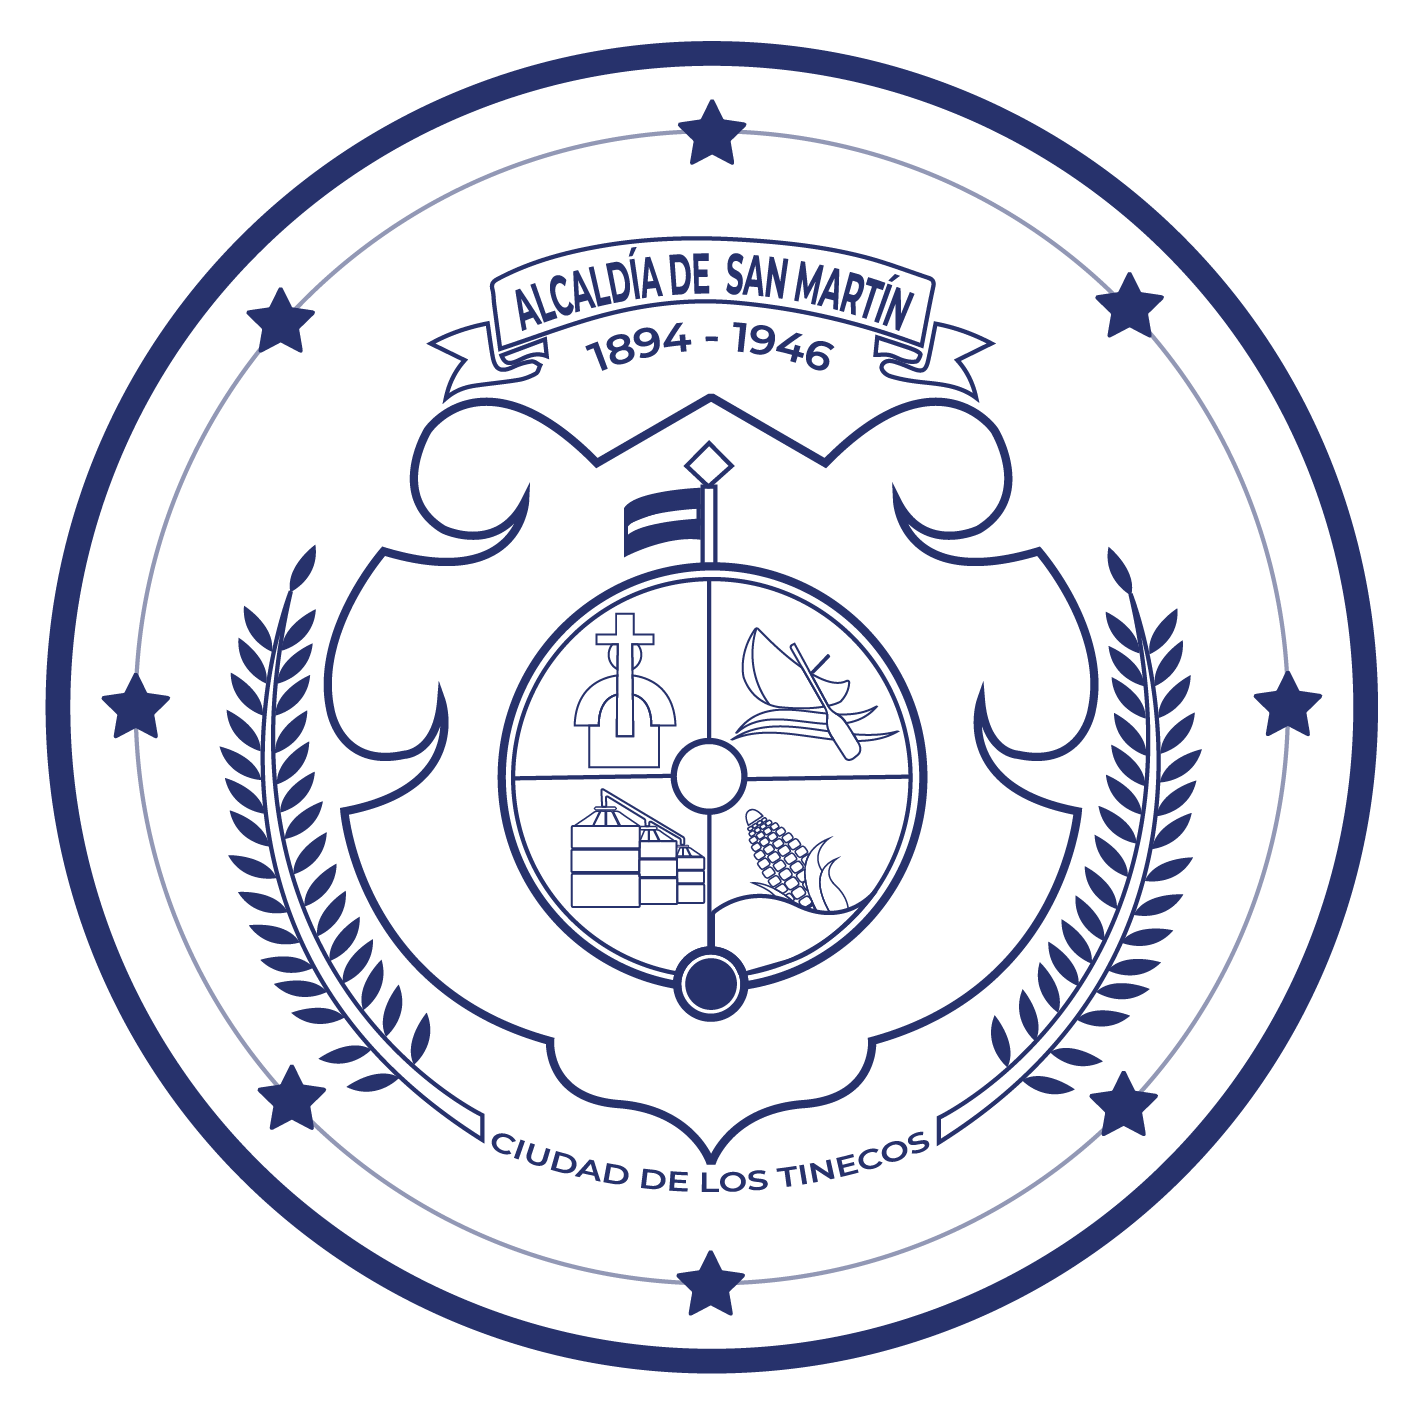 ALCALDÍA DE SAN MARTÍN
1894 - 1946
CIUDAD DE LOS TINECOS